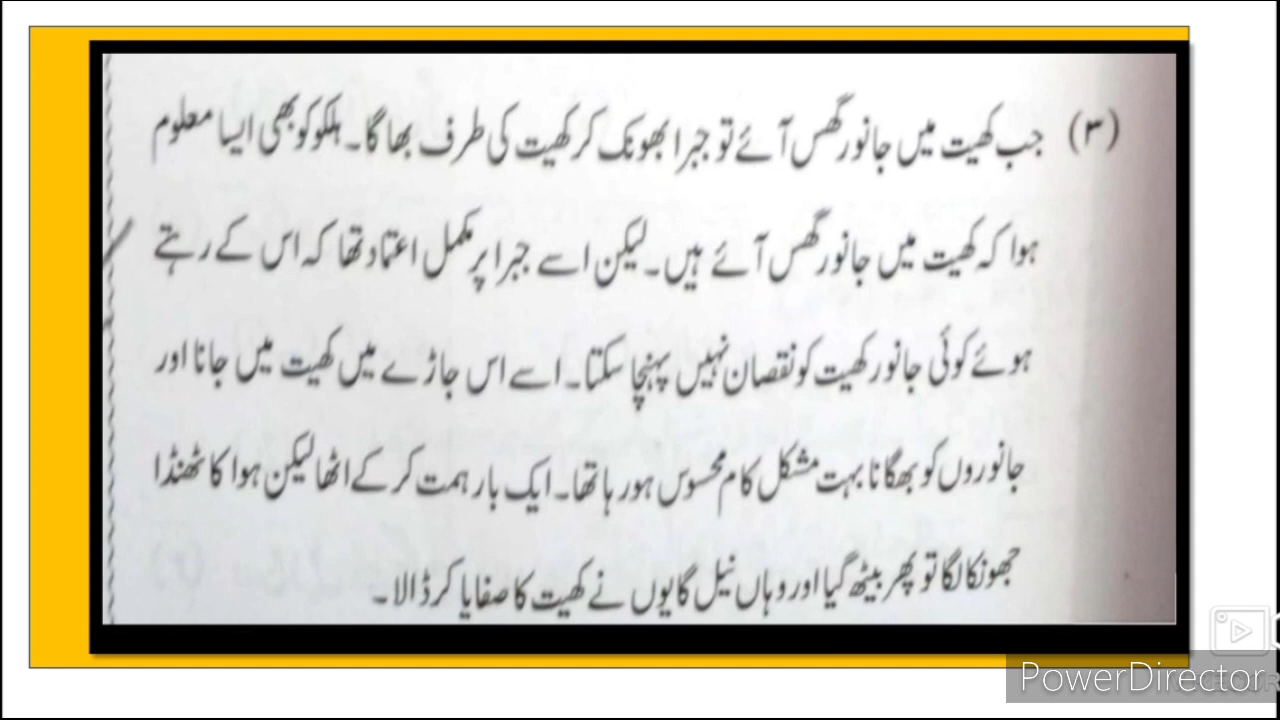 (۳) جب کھیت میں جانور گھس آئے تو جبرا بھونک کر کھیت کی طرف بھاگا۔ ہلکو کو بھی ایسا معلوم
ہوا کہ کھیت میں جانور گھس آئے ہیں۔ لیکن اسے جبرا پر مکمل اعتماد تھا کہ اس کے رہتے
ہوئے کوئی جانور کھیت کو نقصان نہیں پہنچا سکتا۔ اسے اس جاڑے میں کھیت میں جانا اور
جانوروں کو بھگانا بہت مشکل کام محسوس ہو رہا تھا۔ ایک بار ہمت کر کے اٹھا لیکن ہوا کا ٹھنڈا
جھونکا لگا تو پھر بیٹھ گیا اور وہاں نیل گایوں نے کھیت کا صفایا کر ڈالا۔
PowerDirector